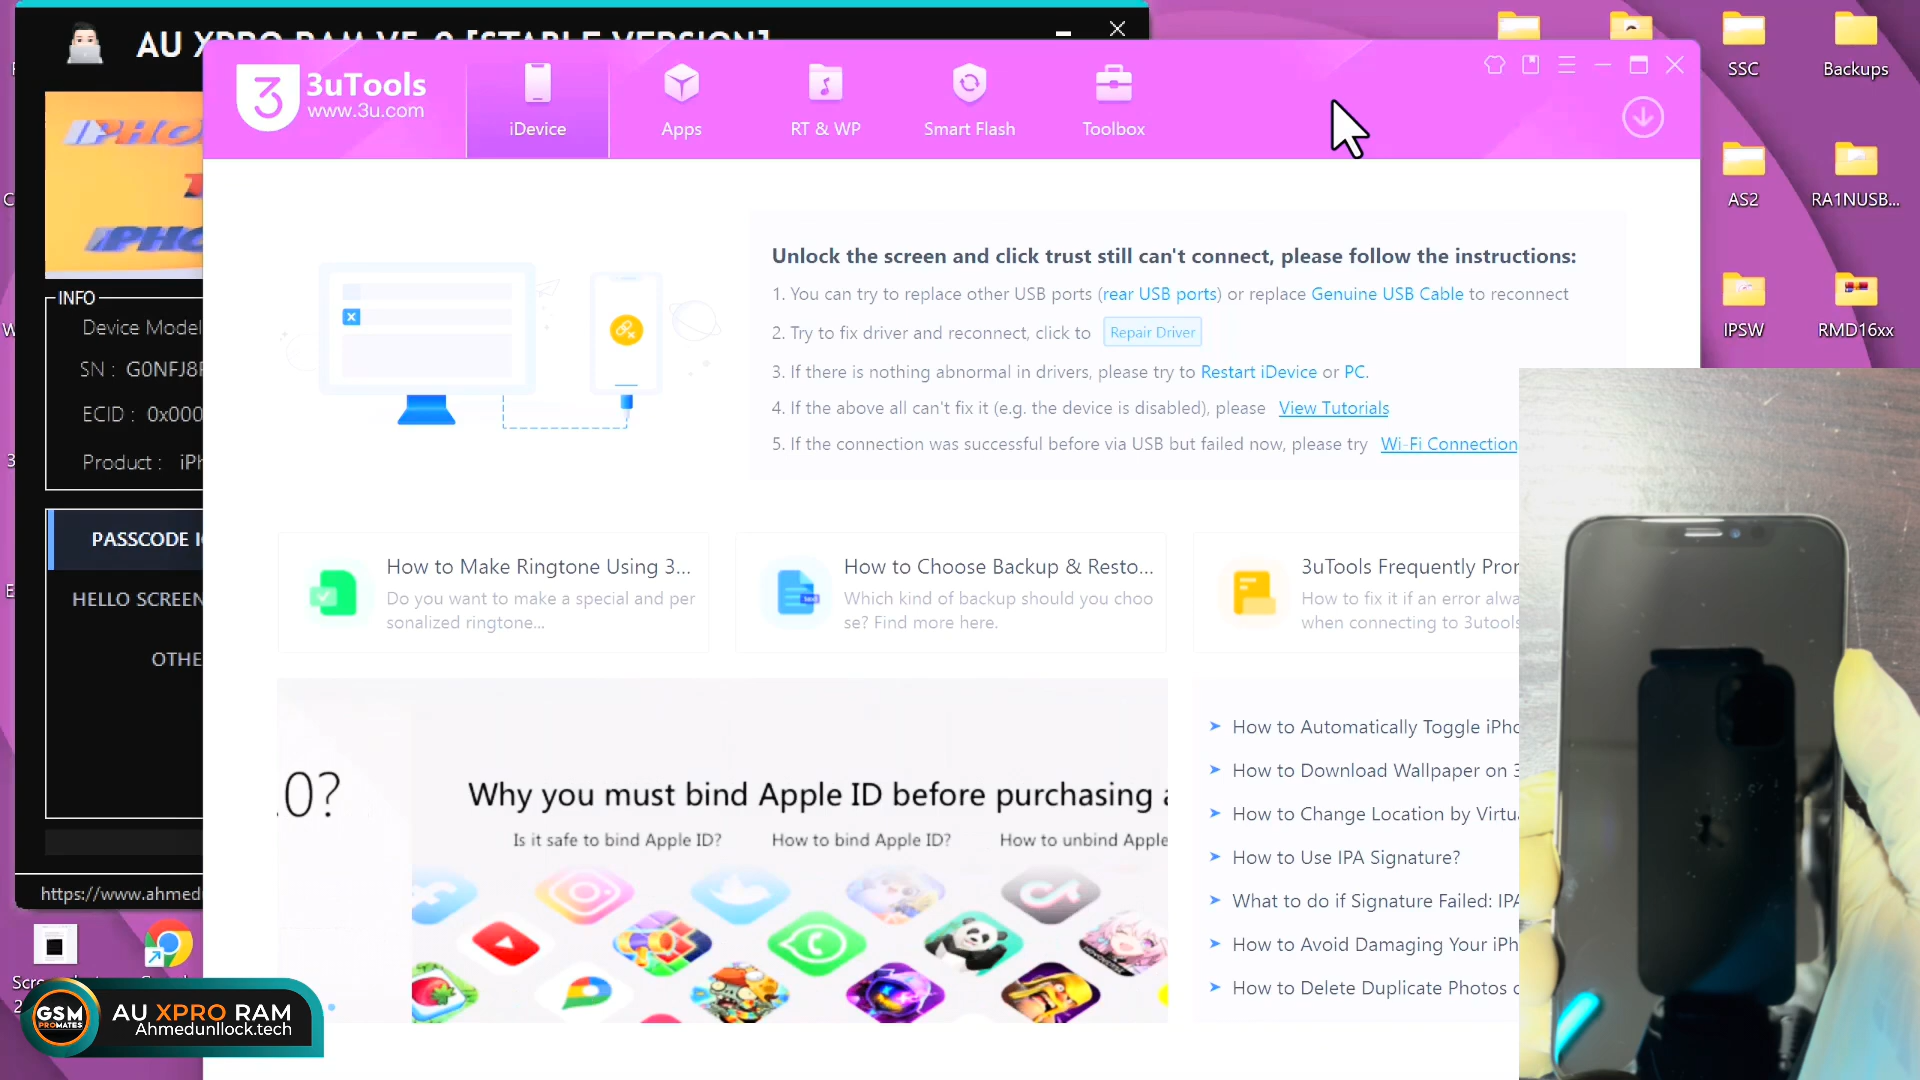 AU XPRO RAM V5.0 [STABLE VERSION]
3uTools
www.3u.com
iDevice
Apps
RT & WP
Smart Flash
Toolbox
SSC
Backups
AS2
RA1NUSB...
IPSW
RMD16xx
INFO
Device Model
SN : G0NFJ8
ECID : 0x000
Product : iPh
PASSCODE
HELLO SCREEN
OTHE
https://www.ahmed
Unlock the screen and click trust still can't connect, please follow the instructions:
1. You can try to replace other USB ports (rear USB ports) or replace Genuine USB Cable to reconnect
2. Try to fix driver and reconnect, click to Repair Driver
3. If there is nothing abnormal in drivers, please try to Restart iDevice or PC.
4. If the above all can't fix it (e.g. the device is disabled), please View Tutorials
5. If the connection was successful before via USB but failed now, please try Wi-Fi Connection
How to Make Ringtone Using 3...
Do you want to make a special and per
sonalized ringtone...
How to Choose Backup & Resto...
Which kind of backup should you choo
se? Find more here.
3uTools Frequently Pro
How to fix it if an error alwa
when connecting to 3utools
.0?
Why you must bind Apple ID before purchasing a
Is it safe to bind Apple ID?
How to bind Apple ID?
How to unbind Apple
➤ How to Automatically Toggle iPho
➤ How to Download Wallpaper on 3
➤ How to Change Location by Virtu
➤ How to Use IPA Signature?
➤ What to do if Signature Failed: IPA
➤ How to Avoid Damaging Your iPh
➤ How to Delete Duplicate Photos o
GSM
PROMATES
AU XPRO RAM
Ahmedunllock.tech